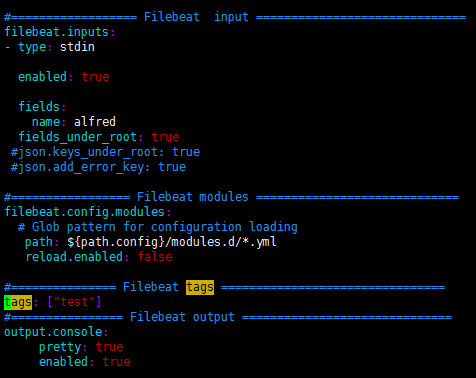 #================== Filebeat  input ==============================
filebeat.inputs:
- type: stdin
  enabled: true
  fields:
    name: alfred
  fields_under_root: true
 #json.keys_under_root: true
 #json.add_error_key: true
#================= Filebeat modules =============================
filebeat.config.modules:
  # Glob pattern for configuration loading
   path: ${path.config}/modules.d/*.yml
   reload.enabled: false
#=============== Filebeat tags ================================
tags: ["test"]
#================ Filebeat output ==============================
output.console:
     pretty: true
     enabled: true